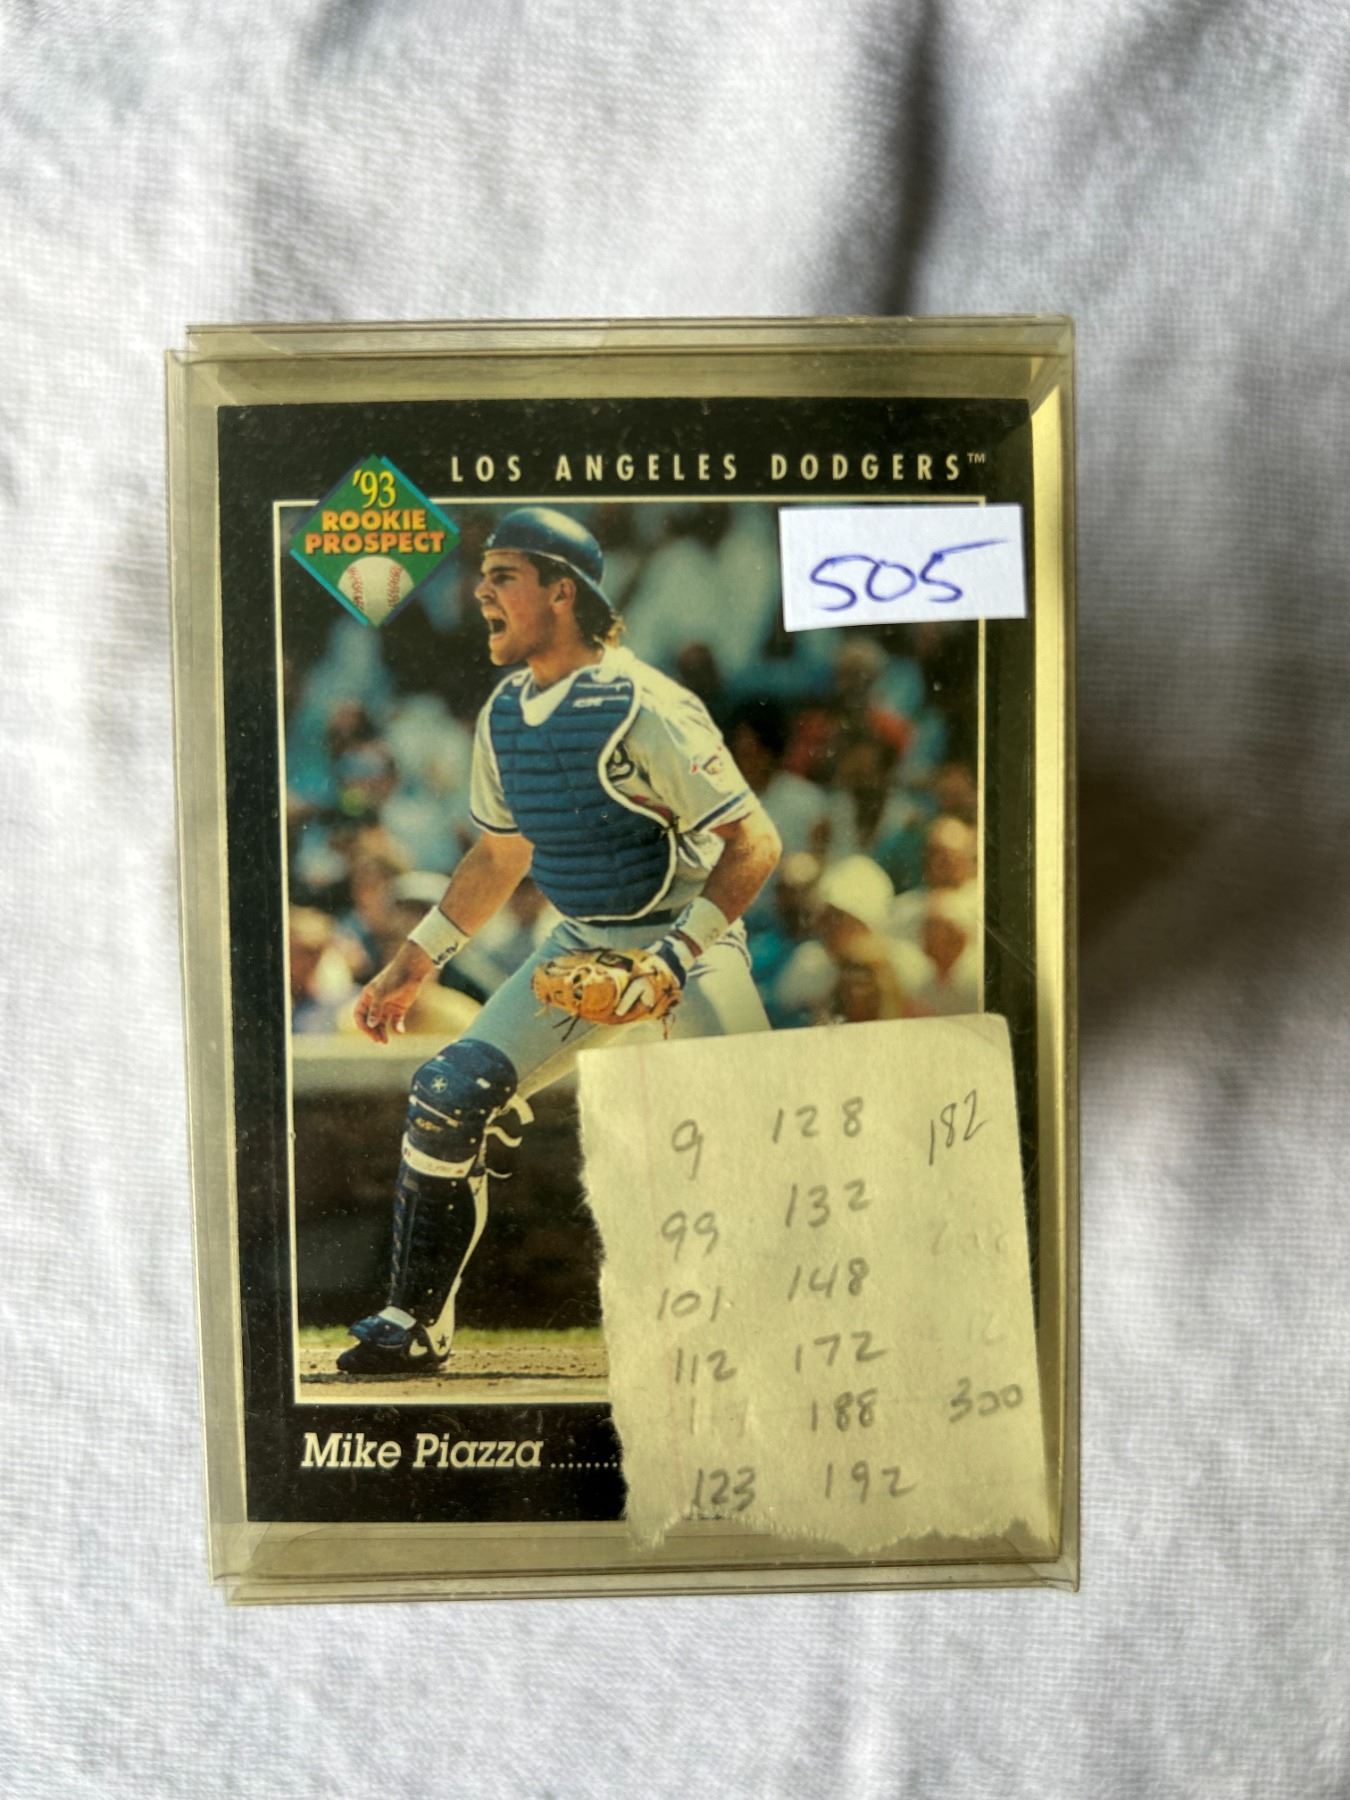 LOS ANGELES DODGERS™
'93
ROOKIE
PROSPECT
505
9 128 182
99 132
101 148
112 172
188 300
123 192
Mike Piazza